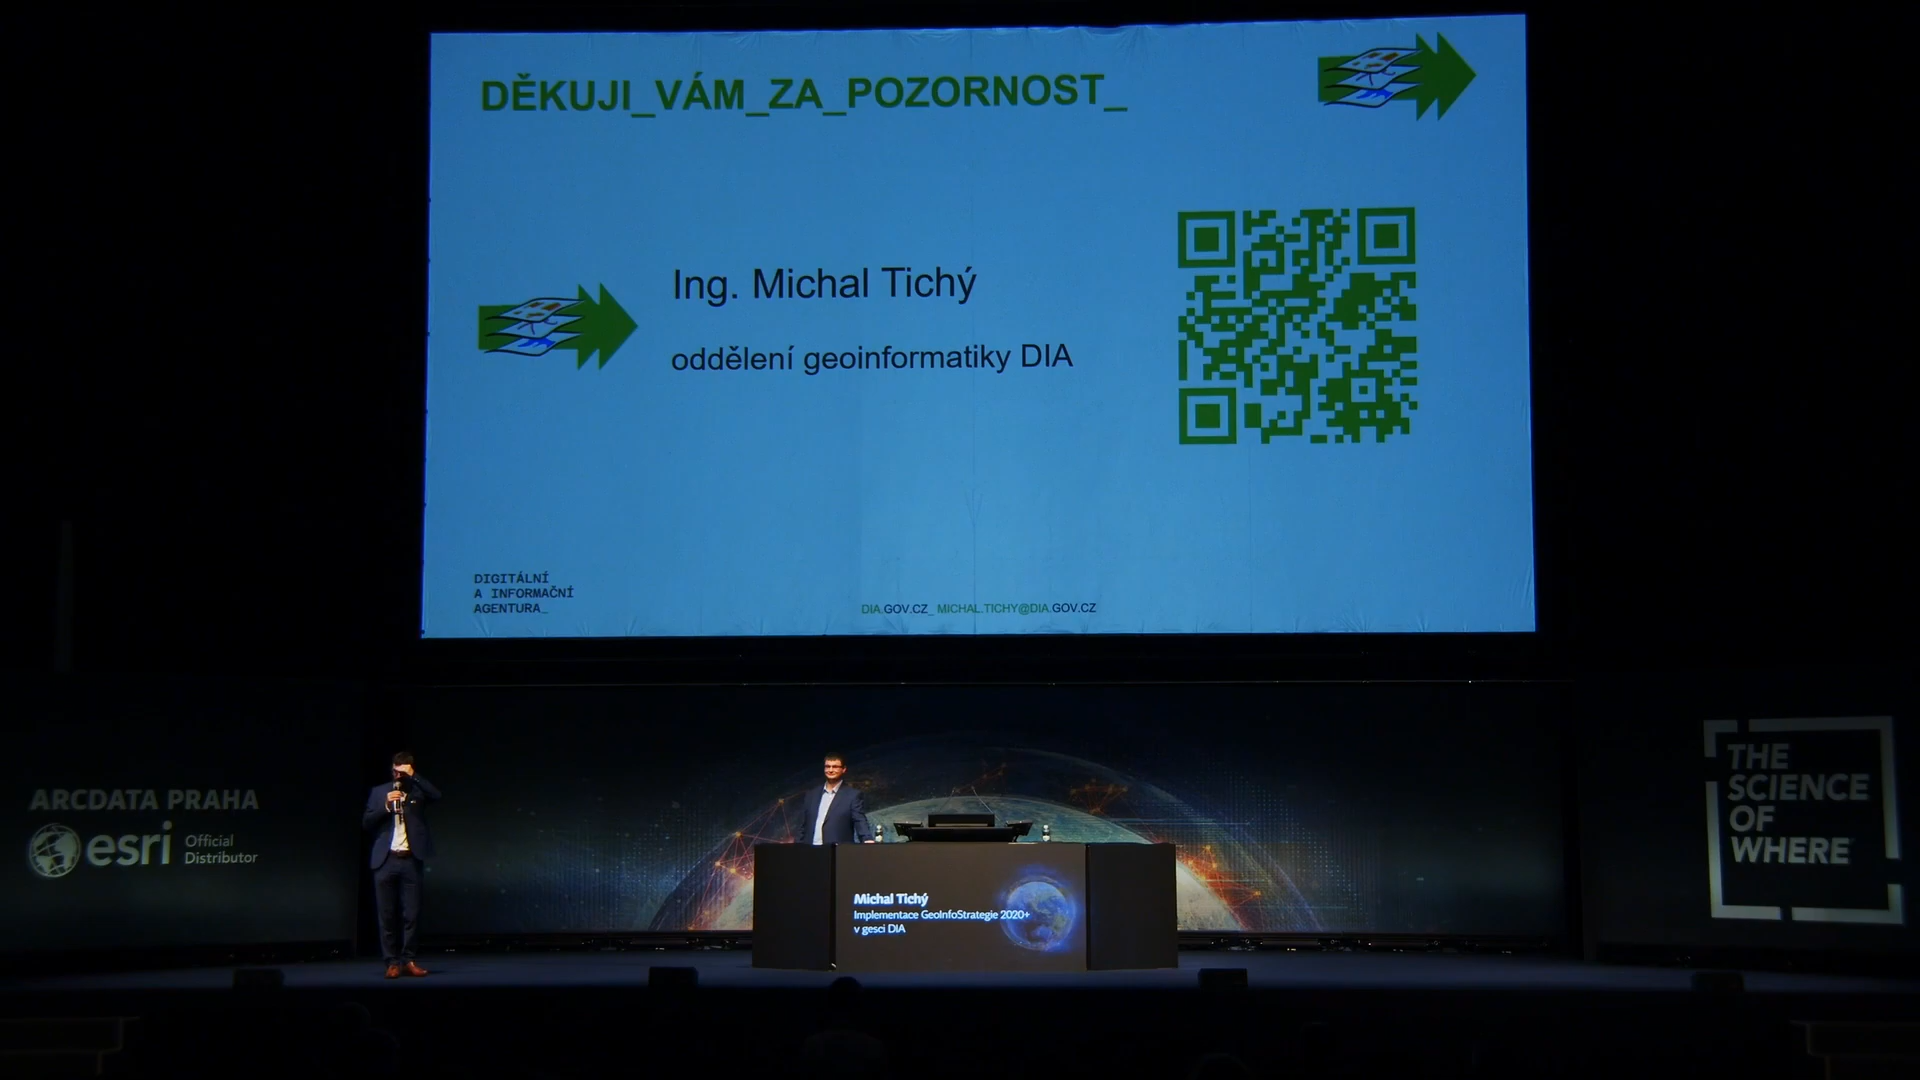 DĚKUJI_VÁM_ZA_POZORNOST_
Ing. Michal Tichý
oddělení geoinformatiky DIA
DIGITÁLNÍ
A INFORMAČNÍ
AGENTURA_
DIA.GOV.CZ_ MICHAL.TICHY@DIA.GOV.CZ
ARCDATA PRAHA
esri Official
Distributor
Michal Tichý
Implementace GeoInfoStrategie 2020+
v gesci DIA
THE
SCIENCE
OF
WHERE